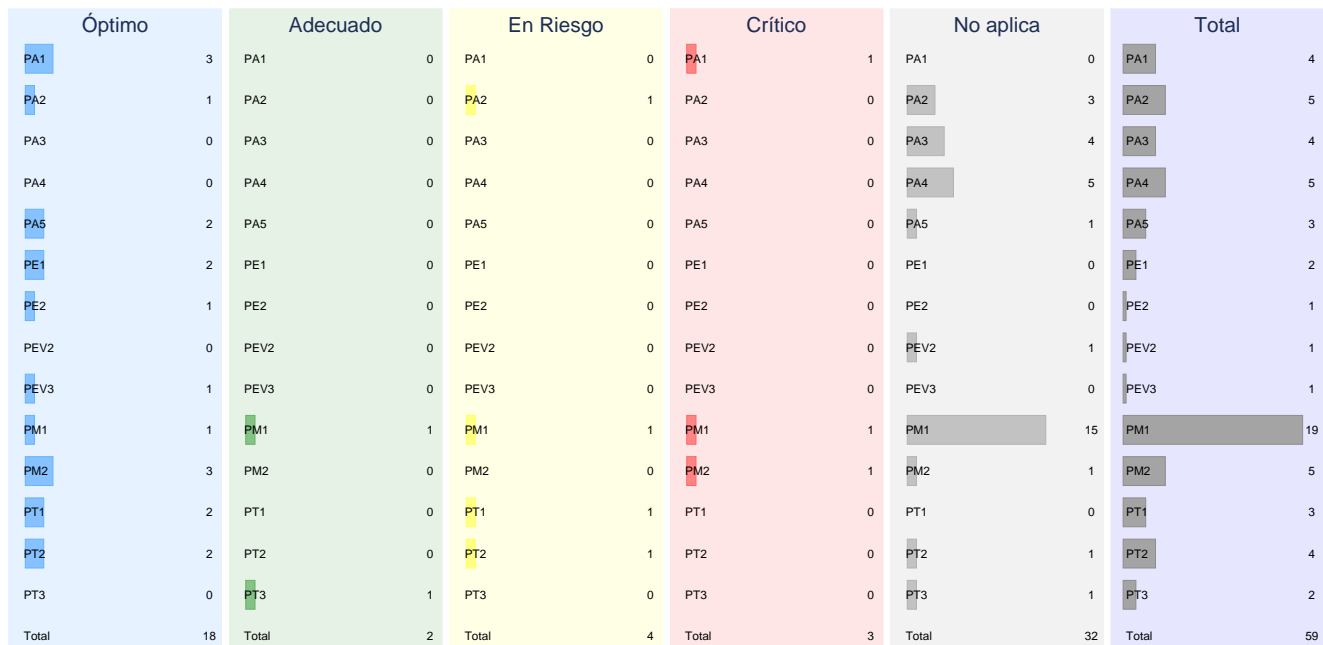 Óptimo Adecuado En Riesgo Crítico No aplica Total
PA1 3 PA1 0 PA1 0 PA1 1 PA1 0 PA1 4
PA2 1 PA2 0 PA2 1 PA2 0 PA2 3 PA2 5
PA3 0 PA3 0 PA3 0 PA3 0 PA3 4 PA3 4
PA4 0 PA4 0 PA4 0 PA4 0 PA4 5 PA4 5
PA5 2 PA5 0 PA5 0 PA5 0 PA5 1 PA5 3
PE1 2 PE1 0 PE1 0 PE1 0 PE1 0 PE1 2
PE2 1 PE2 0 PE2 0 PE2 0 PE2 0 PE2 1
PEV2 0 PEV2 0 PEV2 0 PEV2 0 PEV2 1 PEV2 1
PEV3 1 PEV3 0 PEV3 0 PEV3 0 PEV3 0 PEV3 1
PM1 1 PM1 1 PM1 1 PM1 1 PM1 15 PM1 19
PM2 3 PM2 0 PM2 0 PM2 1 PM2 1 PM2 5
PT1 2 PT1 0 PT1 1 PT1 0 PT1 0 PT1 3
PT2 2 PT2 0 PT2 1 PT2 0 PT2 1 PT2 4
PT3 0 PT3 1 PT3 0 PT3 0 PT3 1 PT3 2
Total 18 Total 2 Total 4 Total 3 Total 32 Total 59